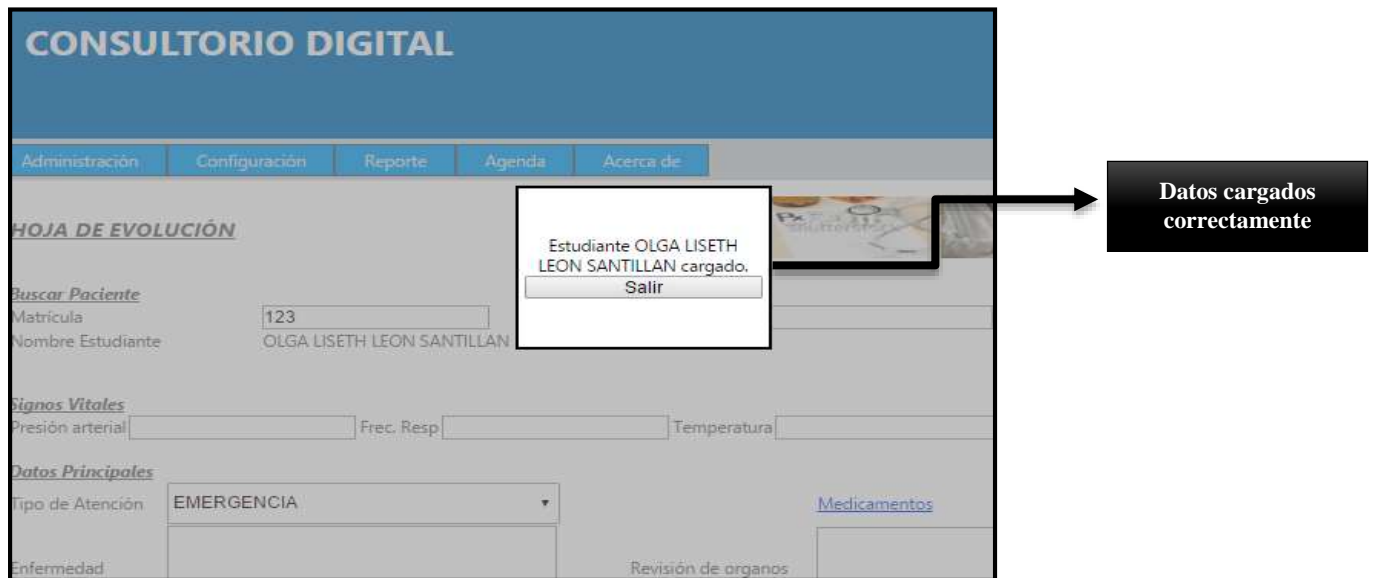 CONSULTORIO DIGITAL
Administración Configuración Reporte Agenda Acerca de
HOJA DE EVOLUCIÓN
Px
shutterstock
Estudiante OLGA LISETH
LEON SANTILLAN cargado.
Salir
Datos cargados
correctamente
Buscar Paciente
Matrícula 123
Nombre Estudiante OLGA LISETH LEON SANTILLAN
Signos Vitales
Presión arterial Frec. Resp Temperatura
Datos Principales
Tipo de Atención EMERGENCIA Medicamentos
Enfermedad Revisión de organos